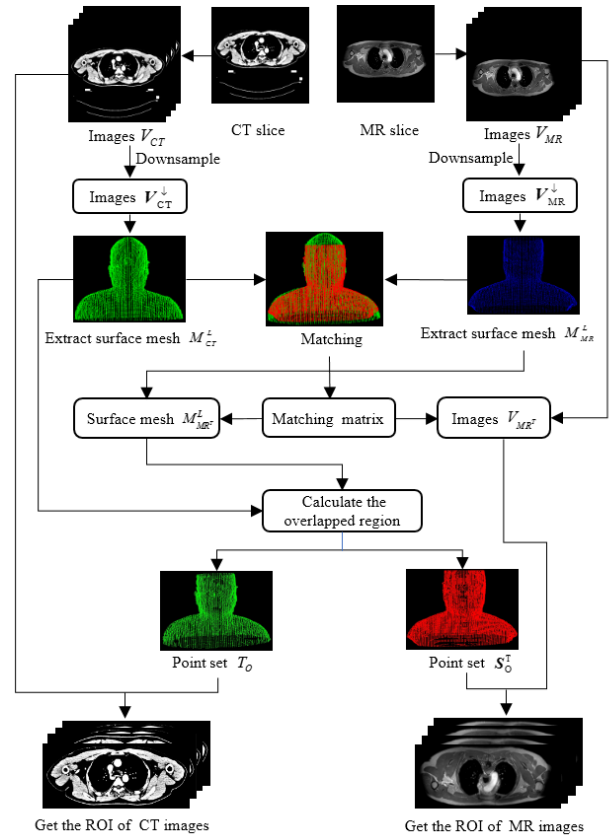 Images V_CT
CT slice
MR slice
Images V_MR
Downsample
Downsample
Images V_CT^↓
Images V_MR^↓
Extract surface mesh M_CT^L
Matching
Extract surface mesh M_MR^L
Surface mesh M_MR^T^L
Matching matrix
Images V_MR^T
Calculate the
overlapped region
Point set T_O
Point set S_O^T
Get the ROI of CT images
Get the ROI of MR images